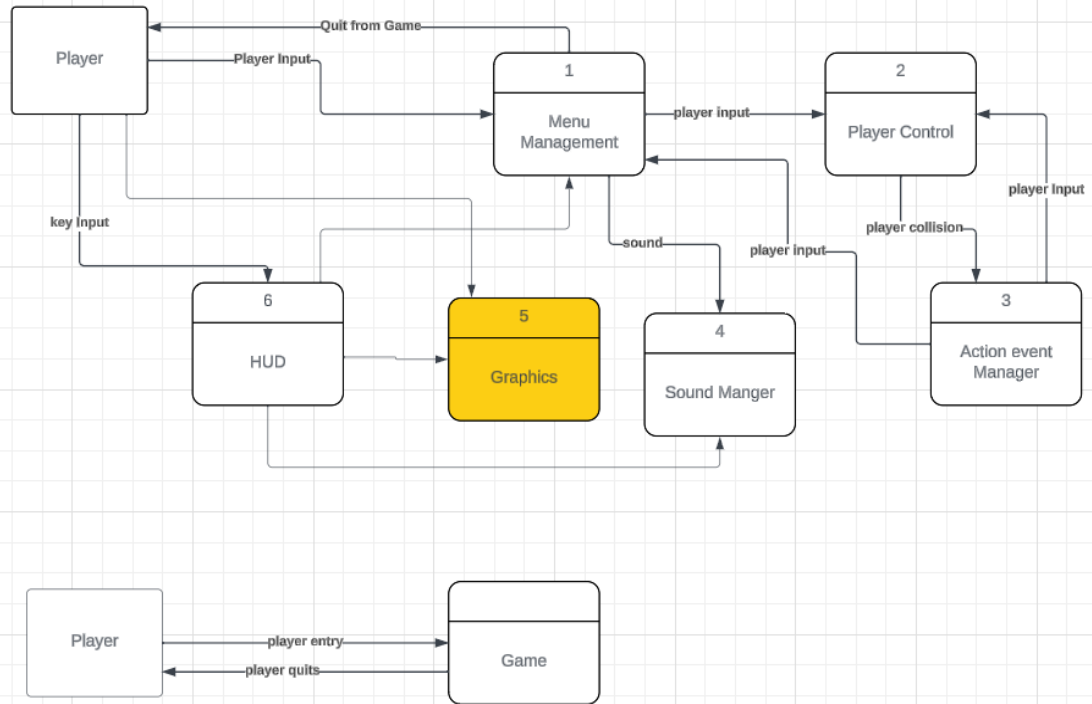 Quit from Game
Player
Player Input
1
Menu
Management
player input
2
Player Control
key Input
sound
player input
player collision
player Input
6
HUD
5
Graphics
4
Sound Manger
3
Action event
Manager
Player
player entry
player quits
Game